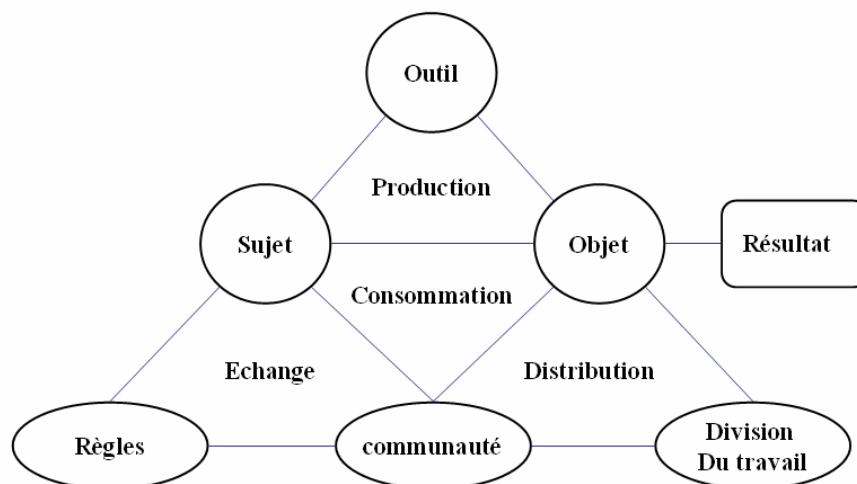 Outil
Production
Sujet
Objet
Résultat
Consommation
Echange
Distribution
Règles
communauté
Division
Du travail